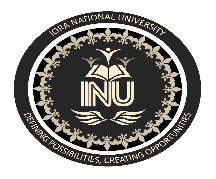 IQRA NATIONAL UNIVERSITY
INU
DEFINING POSSIBILITIES, CREATING OPPORTUNITIES